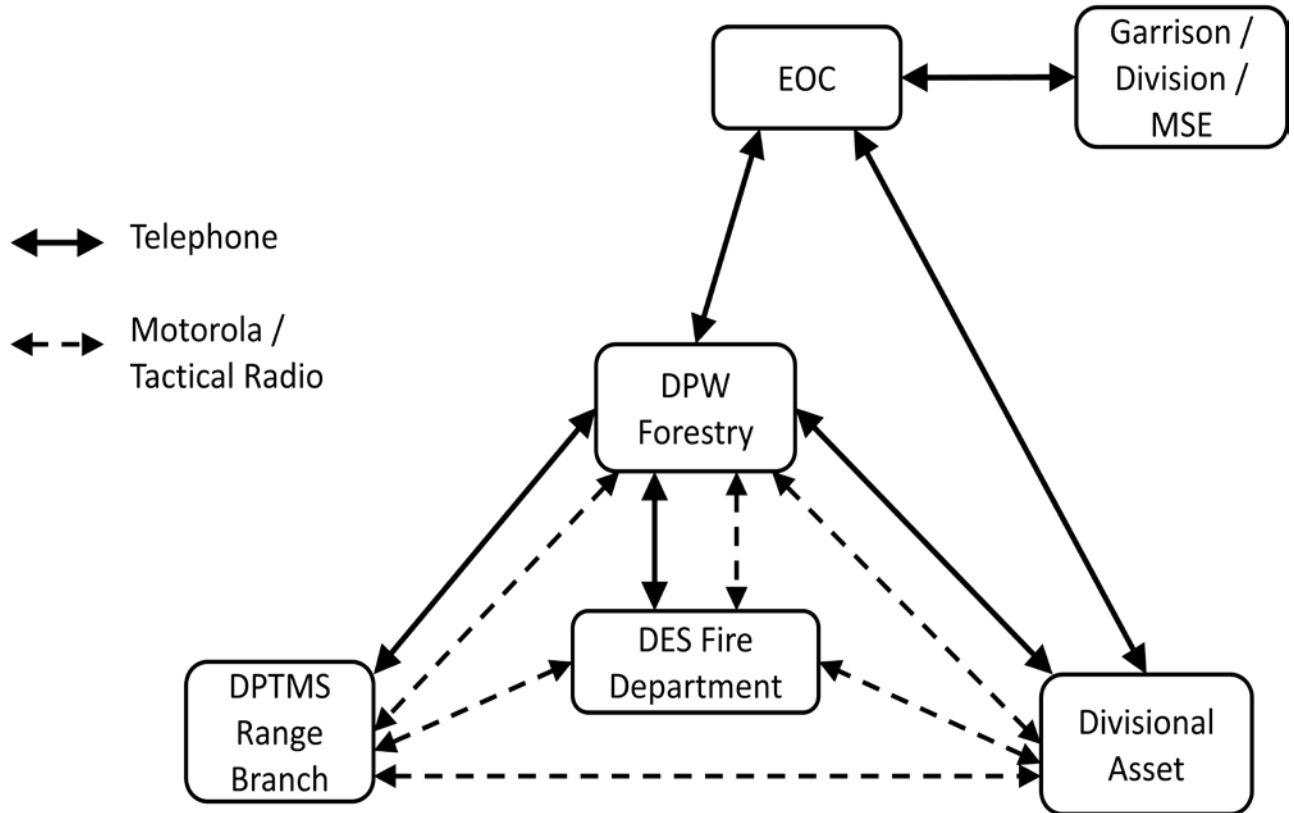 EOC
Garrison /
Division /
MSE
Telephone
Motorola /
Tactical Radio
DPW
Forestry
DES Fire
Department
DPTMS
Range
Branch
Divisional
Asset